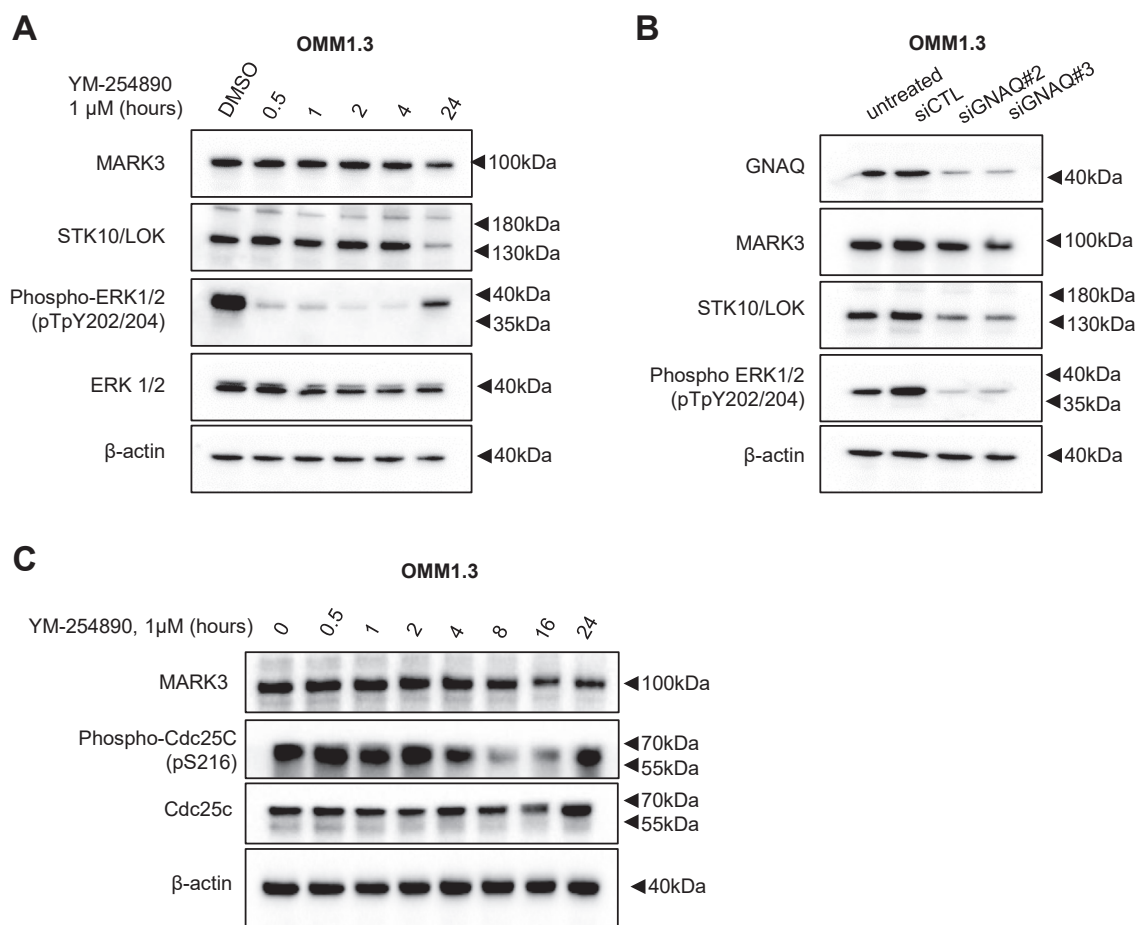 A
OMM1.3
YM-254890
1 µM (hours)
DMSO 0.5 1 2 4 24
MARK3
◄100kDa
STK10/LOK
◄180kDa
◄130kDa
Phospho-ERK1/2
(pTpY202/204)
◄40kDa
◄35kDa
ERK 1/2
◄40kDa
β-actin
◄40kDa
B
OMM1.3
untreated siCTL siGNAQ#2 siGNAQ#3
GNAQ
◄40kDa
MARK3
◄100kDa
STK10/LOK
◄180kDa
◄130kDa
Phospho ERK1/2
(pTpY202/204)
◄40kDa
◄35kDa
β-actin
◄40kDa
C
OMM1.3
YM-254890, 1µM (hours) 0 0.5 1 2 4 8 16 24
MARK3
◄100kDa
Phospho-Cdc25C
(pS216)
◄70kDa
◄55kDa
Cdc25c
◄70kDa
◄55kDa
β-actin
◄40kDa